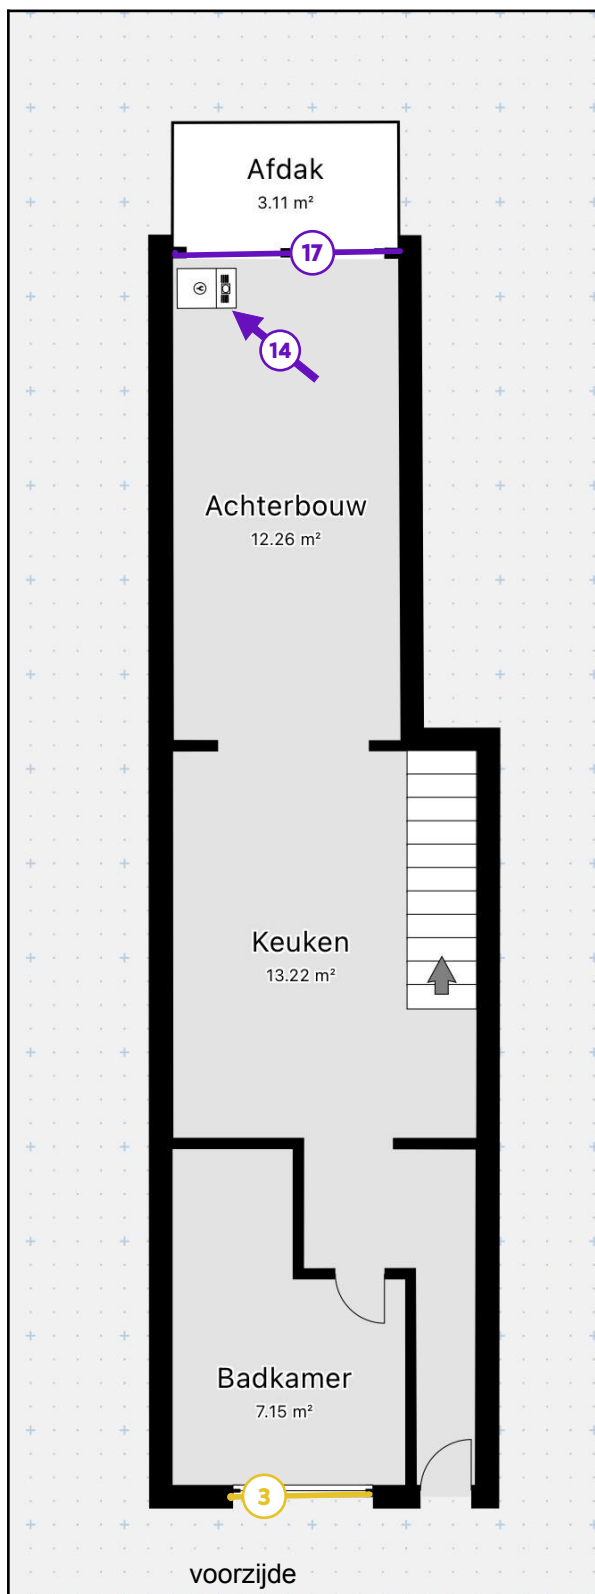 Afdak
3.11 m²
17
14
Achterbouw
12.26 m²
Keuken
13.22 m²
Badkamer
7.15 m²
3
voorzijde